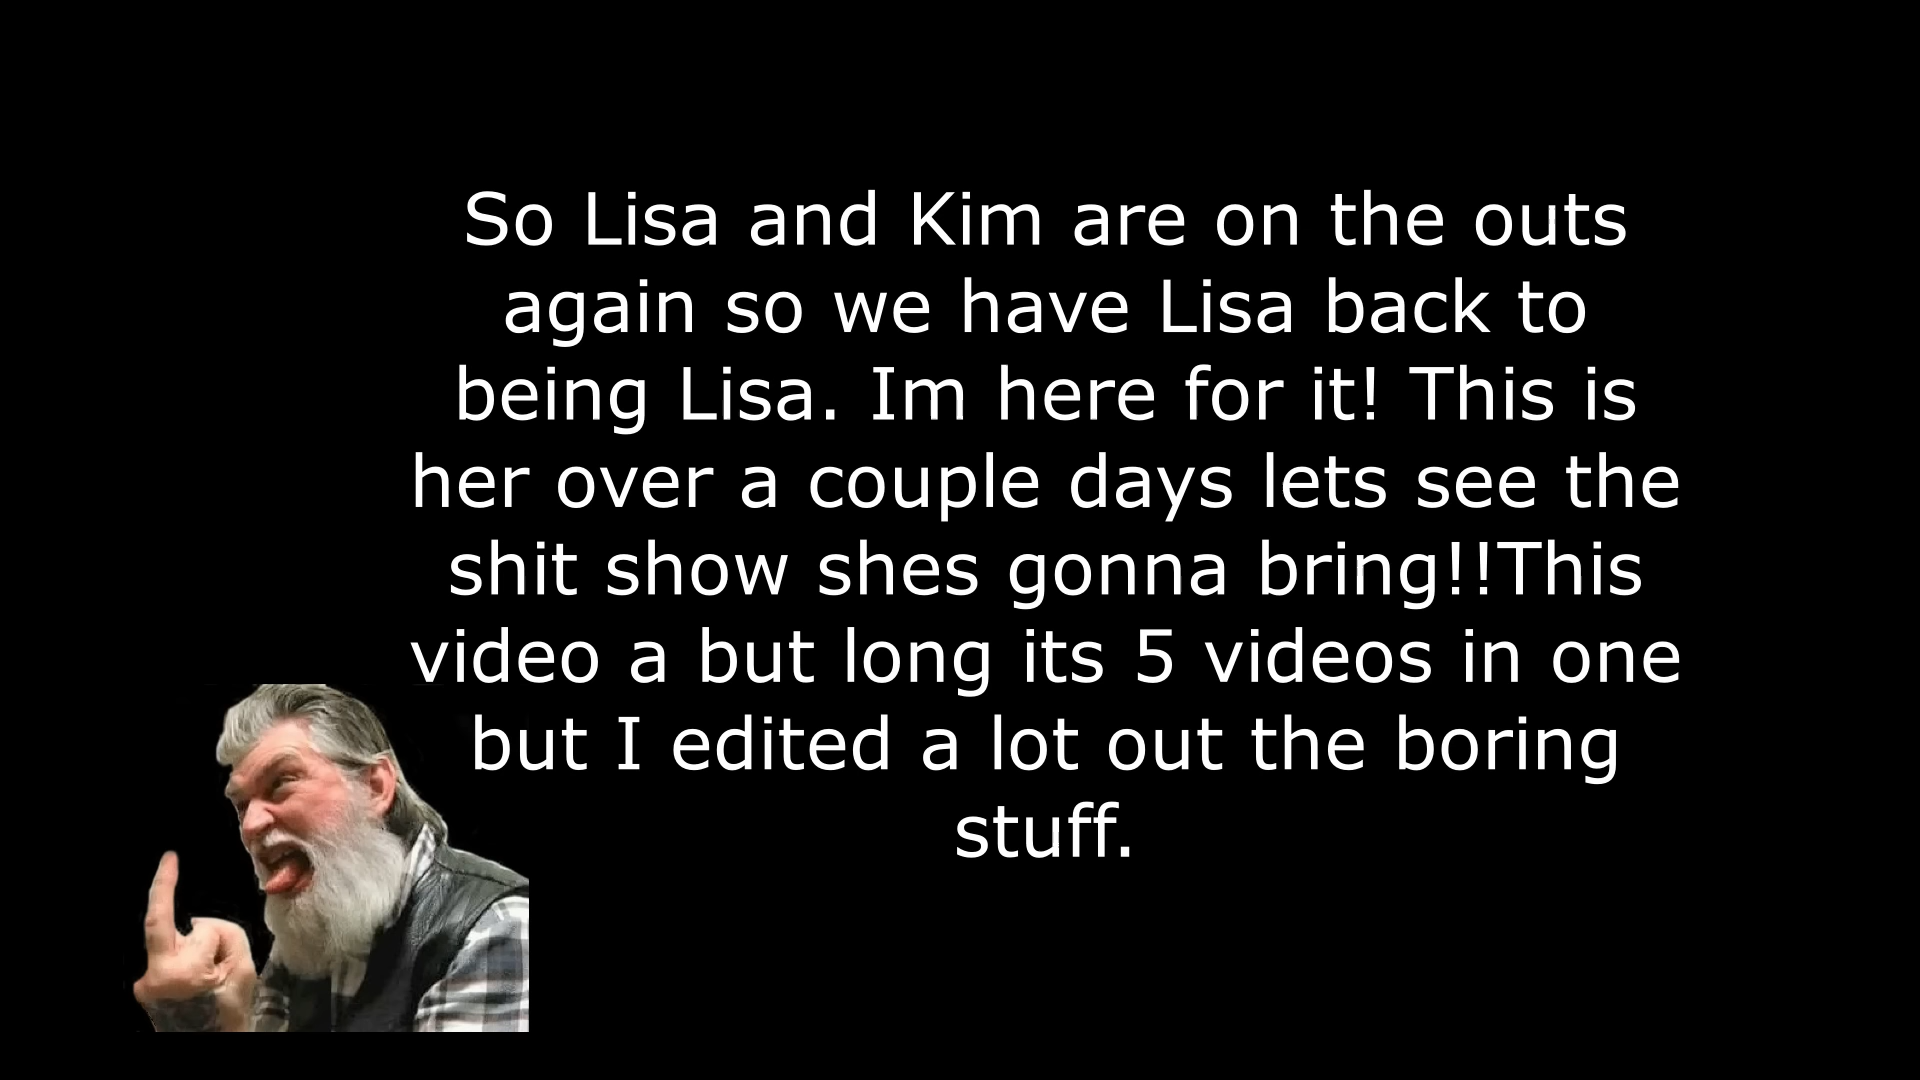 So Lisa and Kim are on the outs
again so we have Lisa back to
being Lisa. Im here for it! This is
her over a couple days lets see the
shit show shes gonna bring!!This
video a but long its 5 videos in one
but I edited a lot out the boring
stuff.